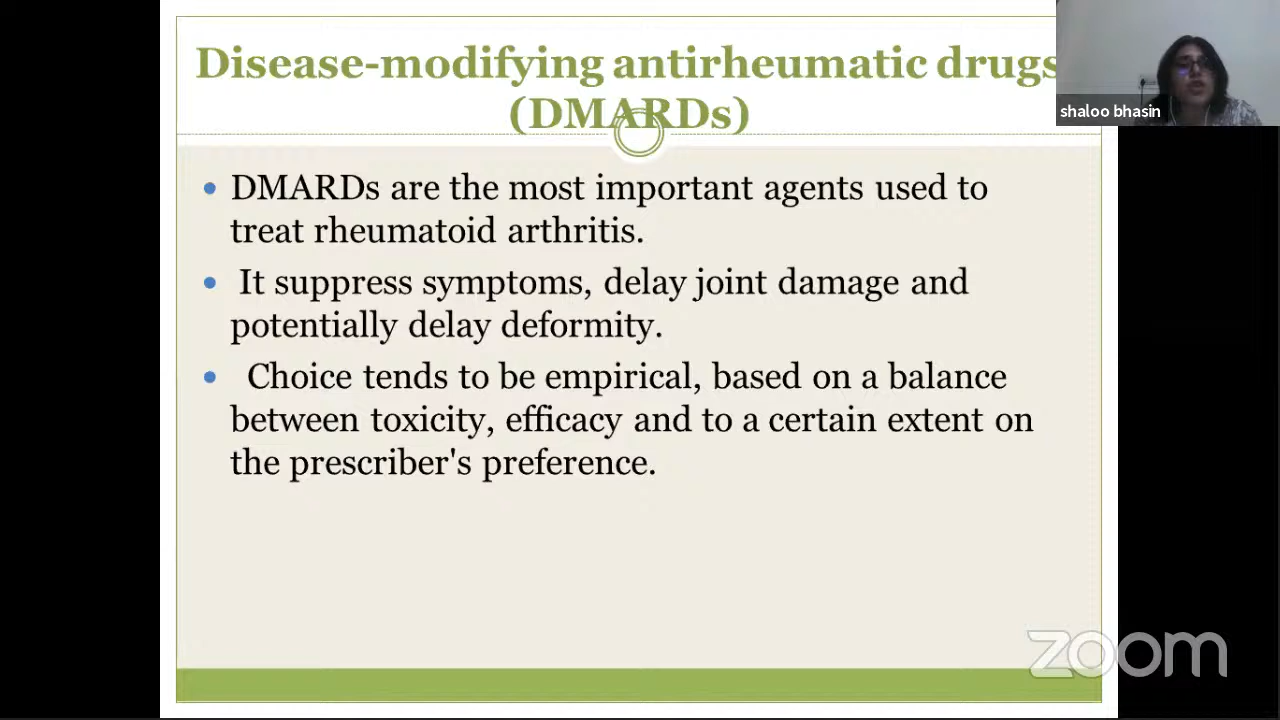 Disease-modifying antirheumatic drugs
(DMARDs)
shaloo bhasin
• DMARDs are the most important agents used to
treat rheumatoid arthritis.
• It suppress symptoms, delay joint damage and
potentially delay deformity.
• Choice tends to be empirical, based on a balance
between toxicity, efficacy and to a certain extent on
the prescriber's preference.
zoom